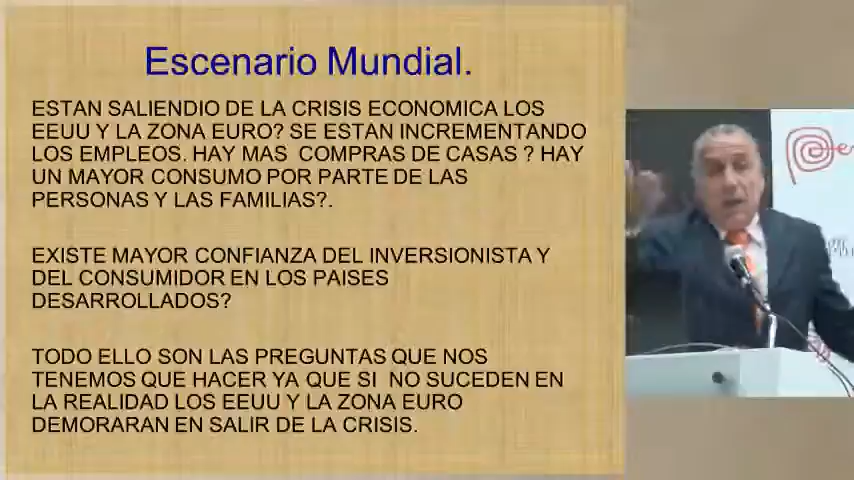 Escenario Mundial.
ESTAN SALIENDIO DE LA CRISIS ECONOMICA LOS
EEUU Y LA ZONA EURO? SE ESTAN INCREMENTANDO
LOS EMPLEOS. HAY MAS COMPRAS DE CASAS ? HAY
UN MAYOR CONSUMO POR PARTE DE LAS
PERSONAS Y LAS FAMILIAS?.
EXISTE MAYOR CONFIANZA DEL INVERSIONISTA Y
DEL CONSUMIDOR EN LOS PAISES
DESARROLLADOS?
TODO ELLO SON LAS PREGUNTAS QUE NOS
TENEMOS QUE HACER YA QUE SI NO SUCEDEN EN
LA REALIDAD LOS EEUU Y LA ZONA EURO
DEMORARAN EN SALIR DE LA CRISIS.